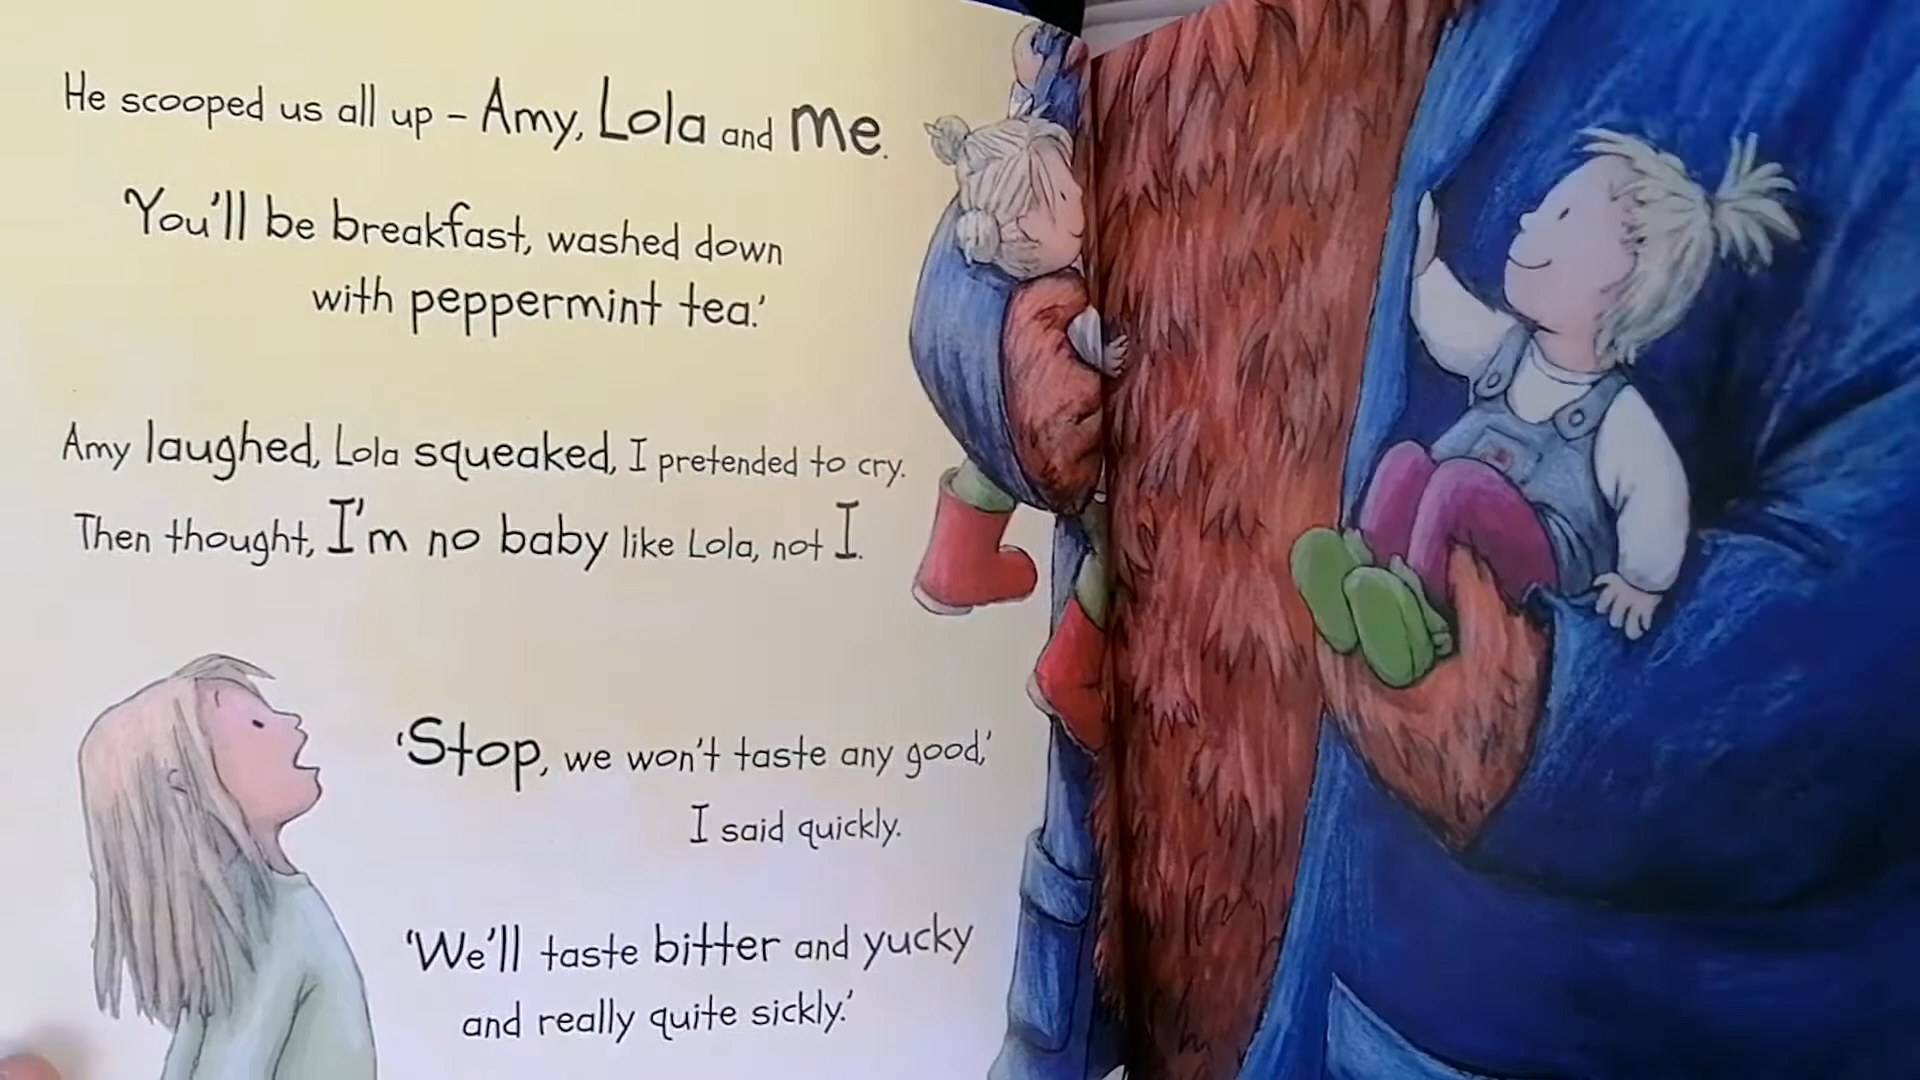 He scooped us all up – Amy, Lola and me.
'You'll be breakfast, washed down
with peppermint tea.'
Amy laughed, Lola squeaked, I pretended to cry.
Then thought, I'm no baby like Lola, not I.
'Stop, we won't taste any good,'
I said quickly.
'We'll taste bitter and yucky
and really quite sickly.'